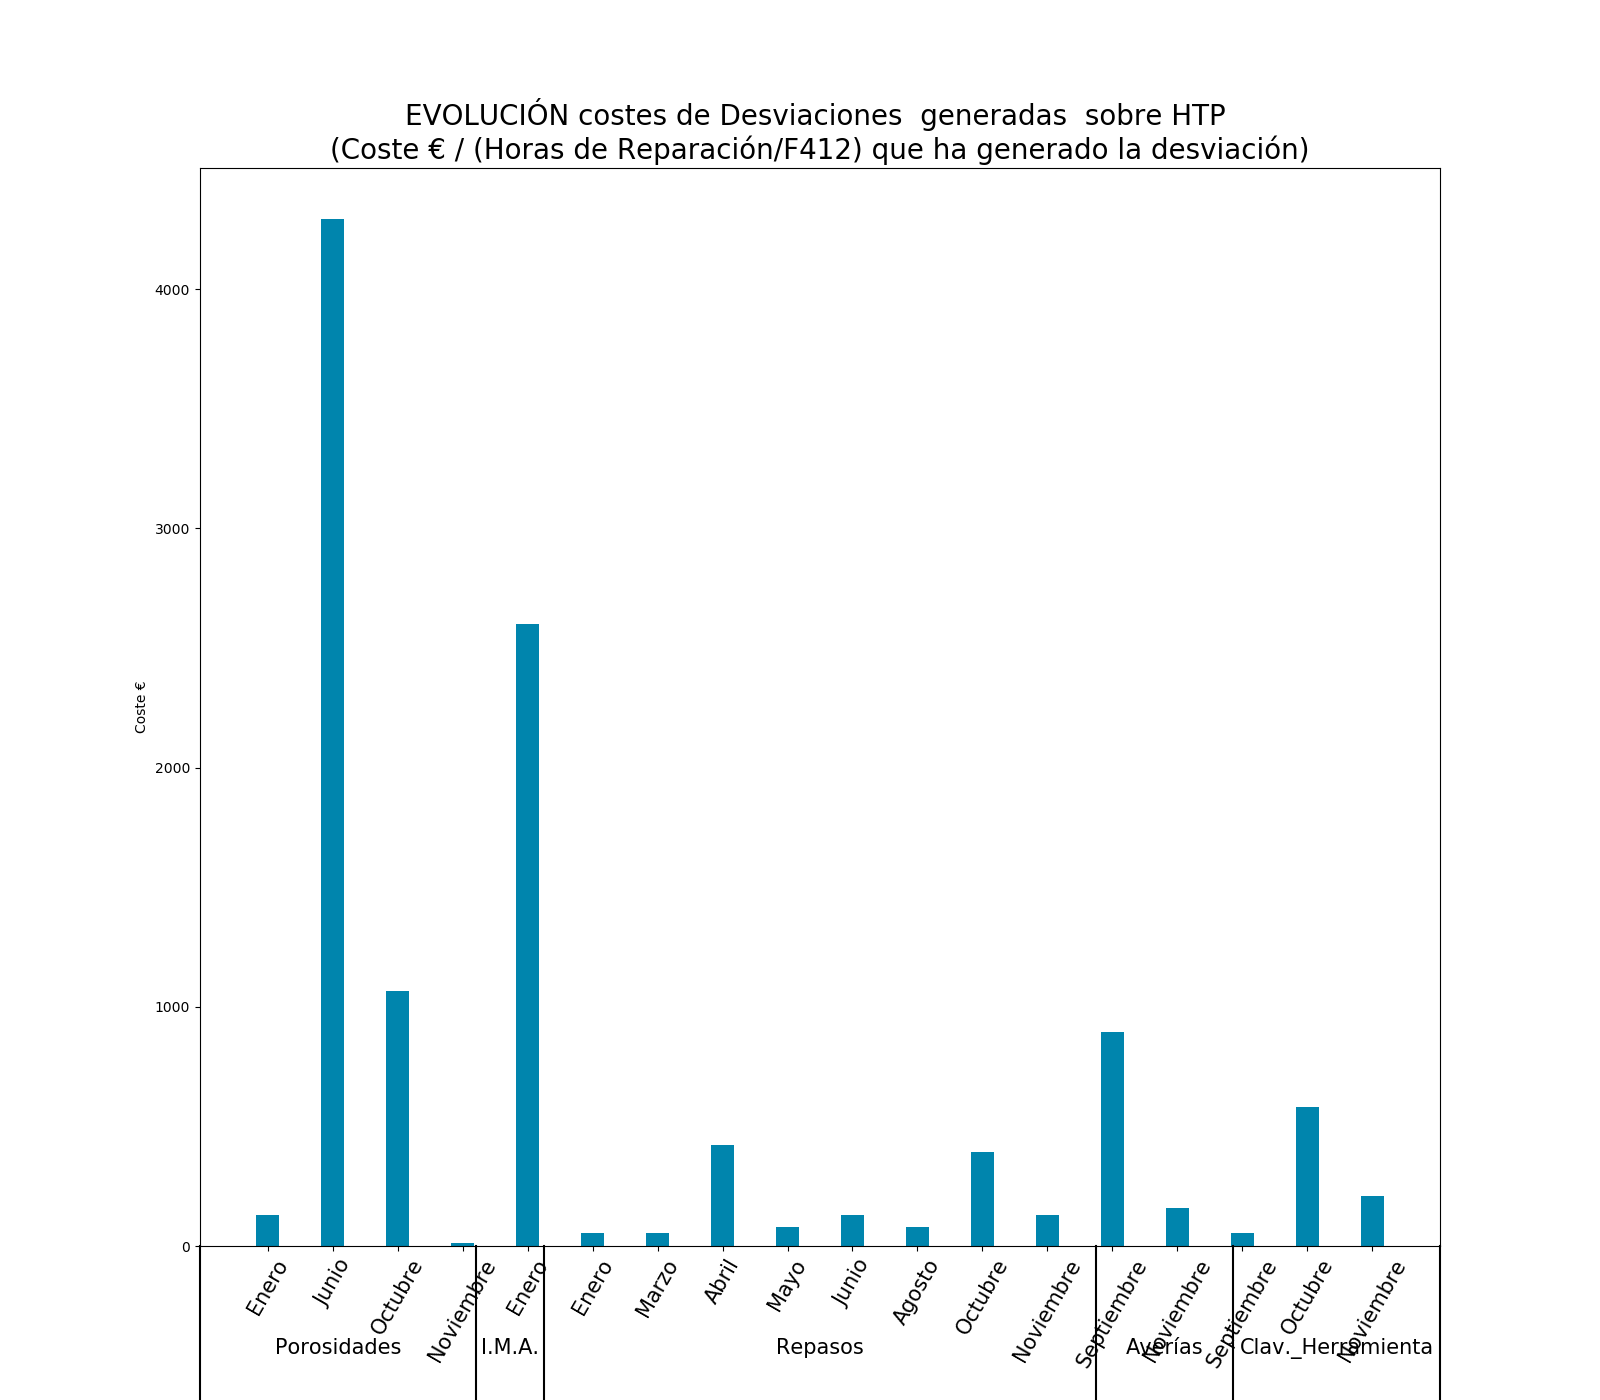 EVOLUCIÓN costes de Desviaciones  generadas  sobre HTP
(Coste € / (Horas de Reparación/F412) que ha generado la desviación)
4000
3000
2000
1000
0
Coste €
Enero
Junio
Octubre
Noviembre
Enero
Enero
Marzo
Abril
Mayo
Junio
Agosto
Octubre
Noviembre
Septiembre
Noviembre
Septiembre
Octubre
Noviembre
Porosidades
I.M.A.
Repasos
Averías
Clav._Herramienta